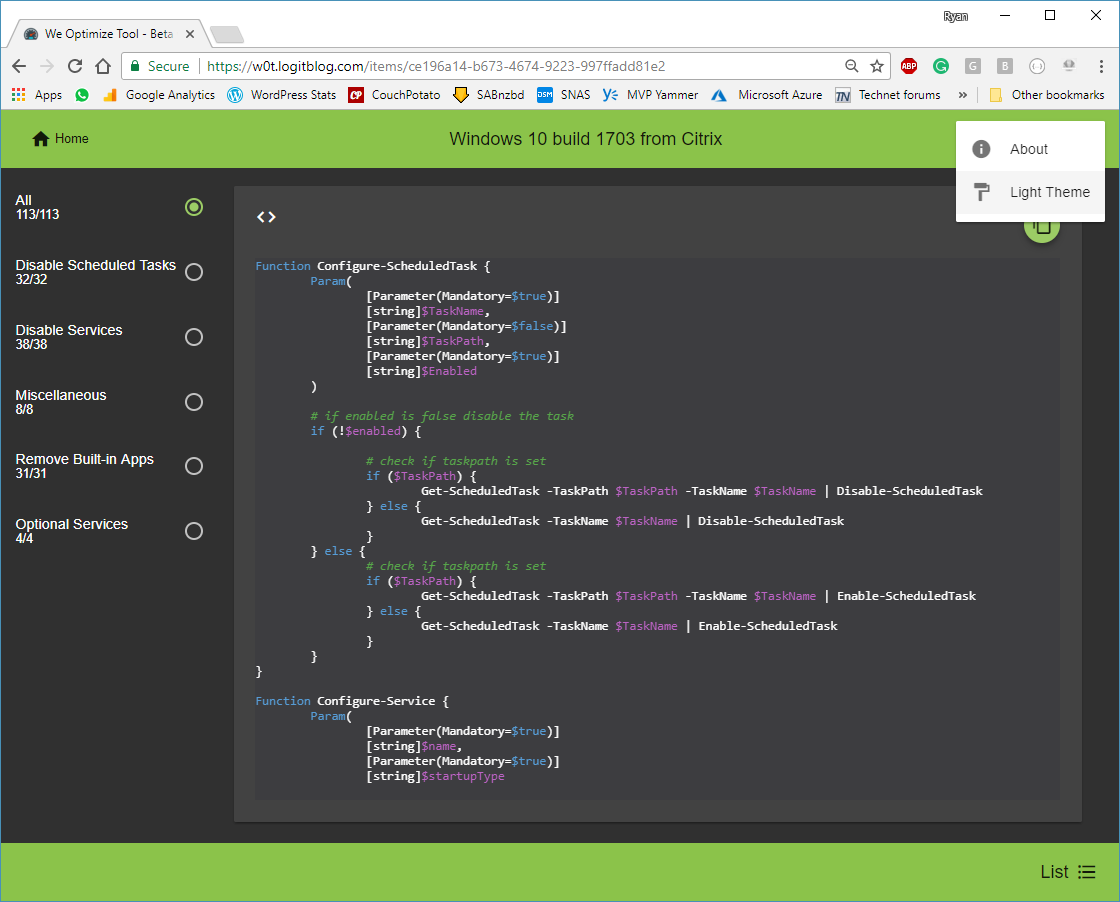 Ryan
We Optimize Tool - Beta
Secure https://w0t.logitblog.com/items/ce196a14-b673-4674-9223-997ffadd81e2
ABP G G B
Apps Google Analytics WordPress Stats CP CouchPotato SABnzbd DSM SNAS MVP Yammer Microsoft Azure TN Technet forums » Other bookmarks
Home
Windows 10 build 1703 from Citrix
About
Light Theme
All
113/113
Disable Scheduled Tasks
32/32
Disable Services
38/38
Miscellaneous
8/8
Remove Built-in Apps
31/31
Optional Services
4/4
<>
Function Configure-ScheduledTask {
Param(
[Parameter(Mandatory=$true)]
[string]$TaskName,
[Parameter(Mandatory=$false)]
[string]$TaskPath,
[Parameter(Mandatory=$true)]
[string]$Enabled
)
# if enabled is false disable the task
if (!$enabled) {
# check if taskpath is set
if ($TaskPath) {
Get-ScheduledTask -TaskPath $TaskPath -TaskName $TaskName | Disable-ScheduledTask
} else {
Get-ScheduledTask -TaskName $TaskName | Disable-ScheduledTask
}
} else {
# check if taskpath is set
if ($TaskPath) {
Get-ScheduledTask -TaskPath $TaskPath -TaskName $TaskName | Enable-ScheduledTask
} else {
Get-ScheduledTask -TaskName $TaskName | Enable-ScheduledTask
}
}
}
Function Configure-Service {
Param(
[Parameter(Mandatory=$true)]
[string]$name,
[Parameter(Mandatory=$true)]
[string]$startupType
List